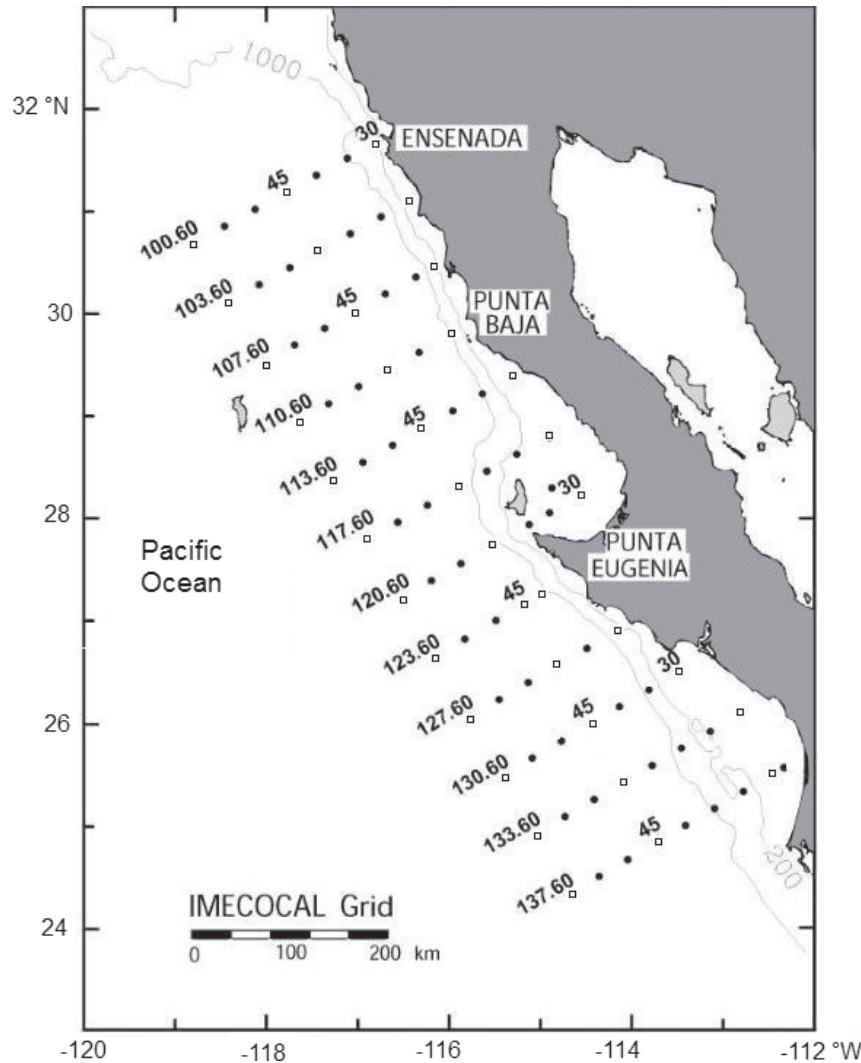 1000
32 °N
30
ENSENADA
45
100.60
103.60
30
PUNTA
BAJA
45
107.60
110.60
45
113.60
30
28
117.60
Pacific
Ocean
PUNTA
EUGENIA
120.60
45
123.60
30
127.60
45
26
130.60
133.60
45
200
137.60
IMECOCAL Grid
24
0 100 200 km
-120 -118 -116 -114 -112 °W